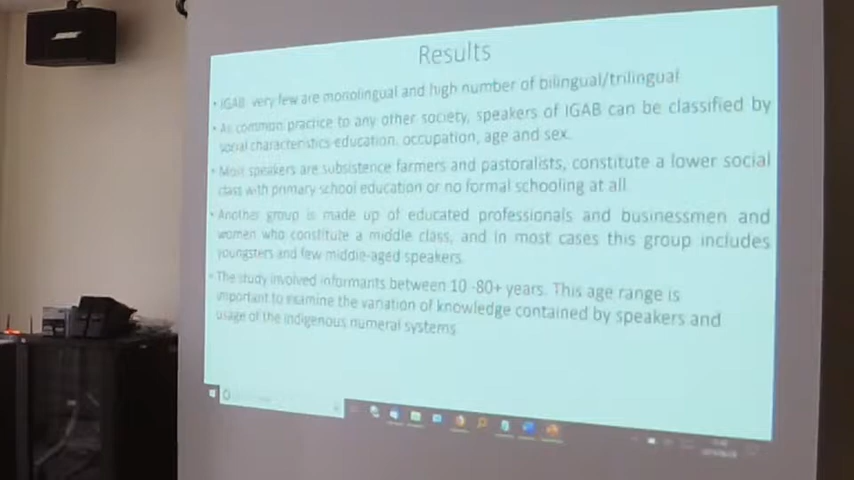 Results
• IGAB: very few are monolingual and high number of bilingual/trilingual
• As common practice to any other society, speakers of IGAB can be classified by
social characteristics-education, occupation, age and sex.
• Most speakers are subsistence farmers and pastoralists, constitute a lower social
class with primary school education or no formal schooling at all
• Another group is made up of educated professionals and businessmen and
women who constitute a middle class, and in most cases this group includes
youngsters and few middle-aged speakers.
• The study involved informants between 10 -80+ years. This age range is
important to examine the variation of knowledge contained by speakers and
usage of the indigenous numeral systems